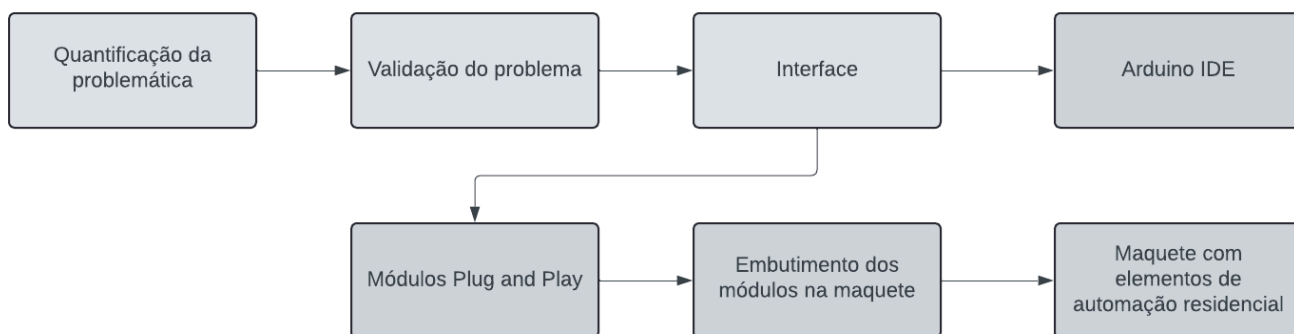 Quantificação da
problemática
Validação do problema
Interface
Arduino IDE
Módulos Plug and Play
Embutimento dos
módulos na maquete
Maquete com
elementos de
automação residencial